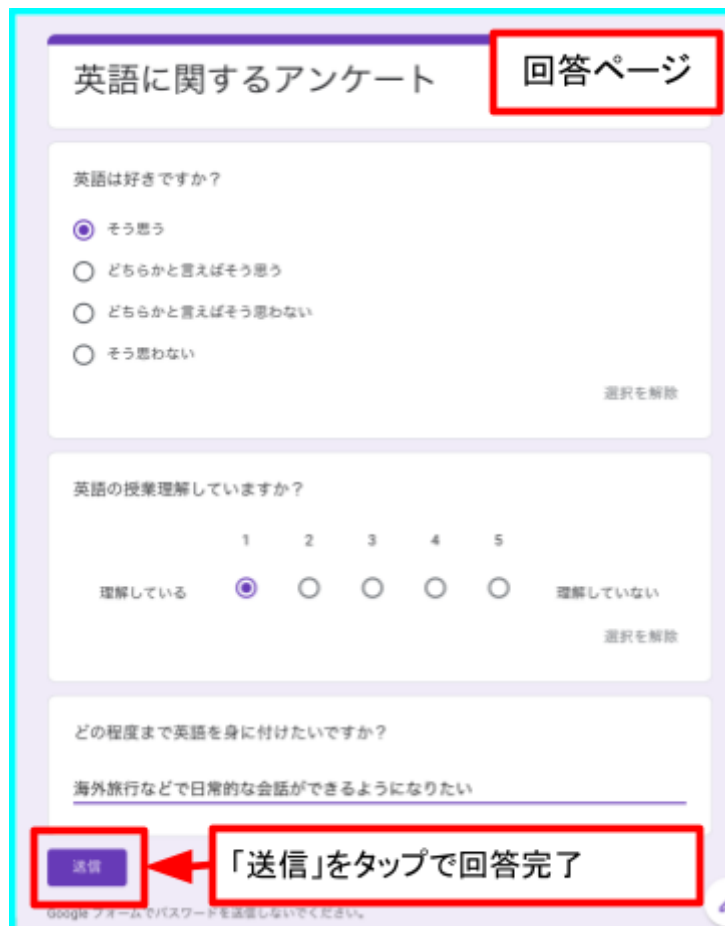 英語に関するアンケート
回答ページ
英語は好きですか？
そう思う
どちらかと言えばそう思う
どちらかと言えばそう思わない
そう思わない
選択を解除
英語の授業理解していますか？
1 2 3 4 5
理解している 理解していない
選択を解除
どの程度まで英語を身に付けたいですか？
海外旅行などで日常的な会話ができるようになりたい
送信
「送信」をタップで回答完了
Google フォームでパスワードを送信しないでください。